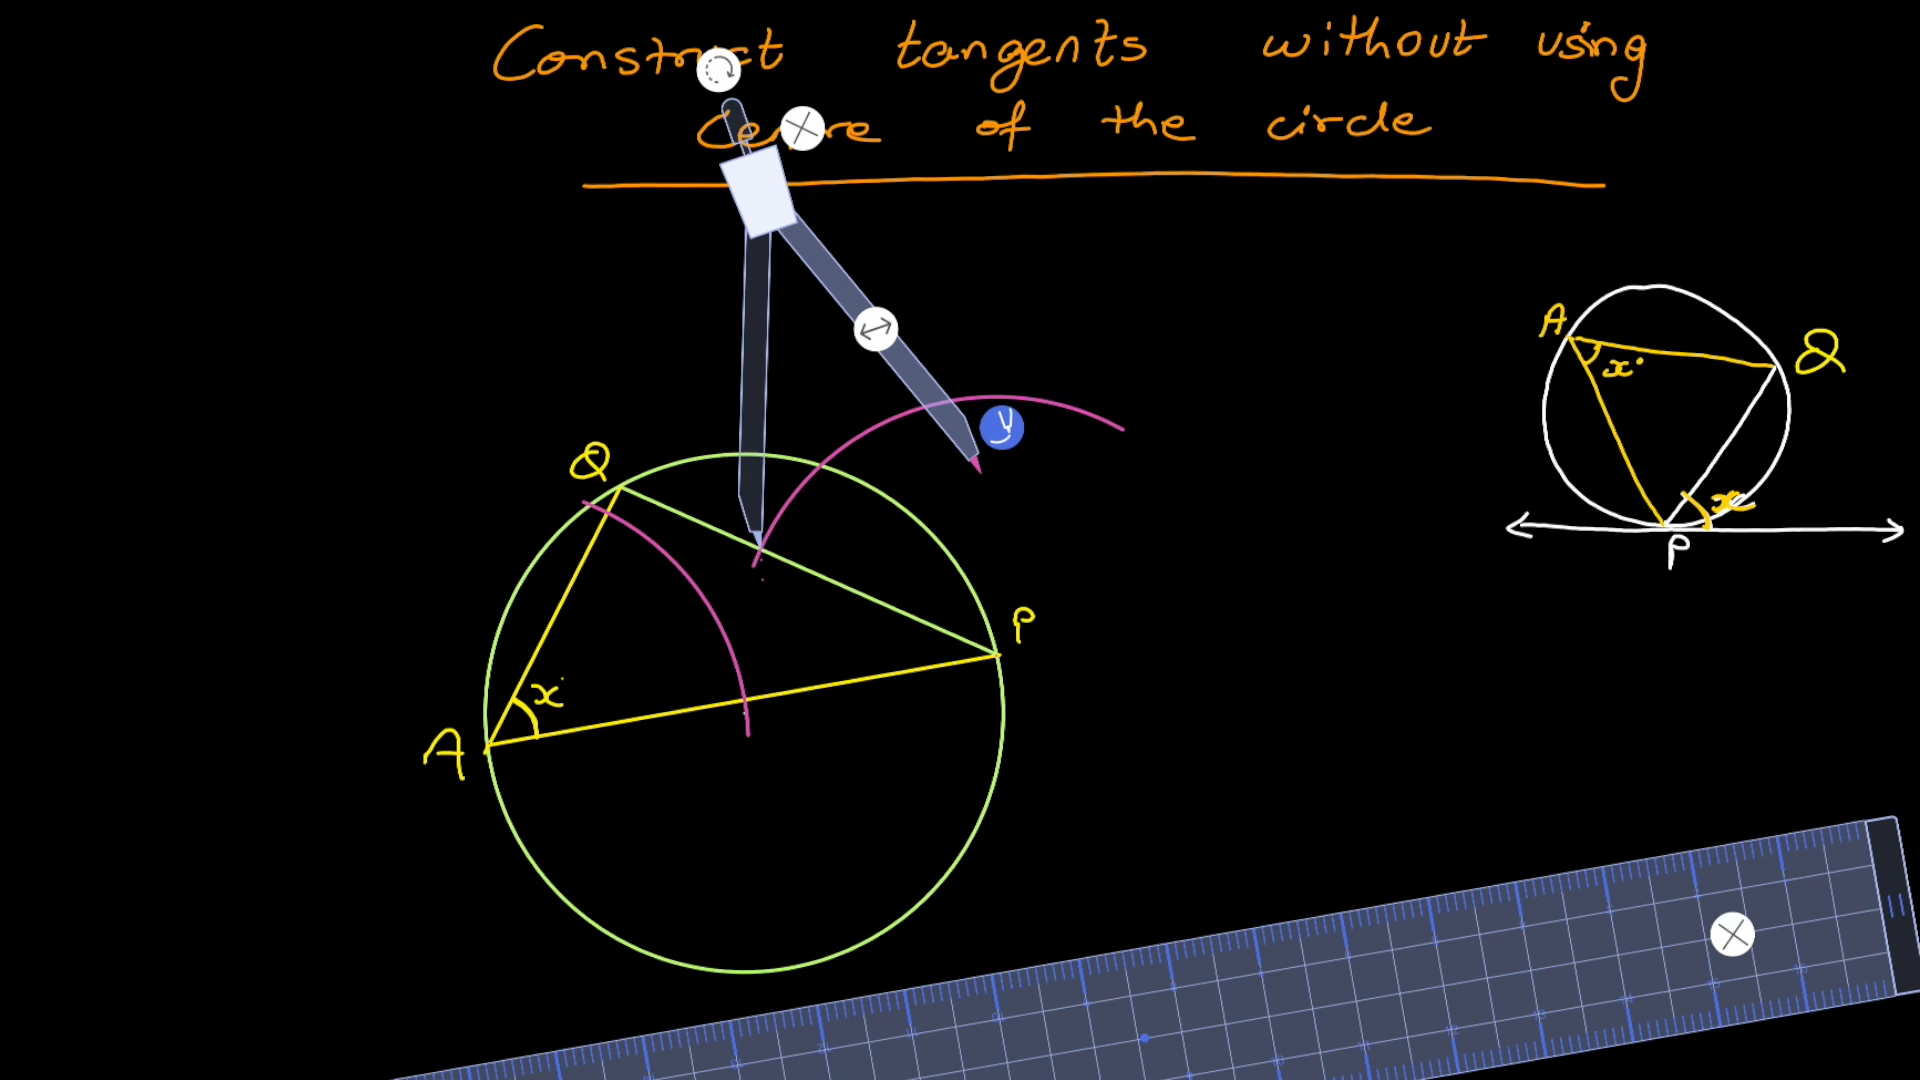 Construct tangents without using
Centre of the circle
A
Q
x°
x
P
Q
P
x
A